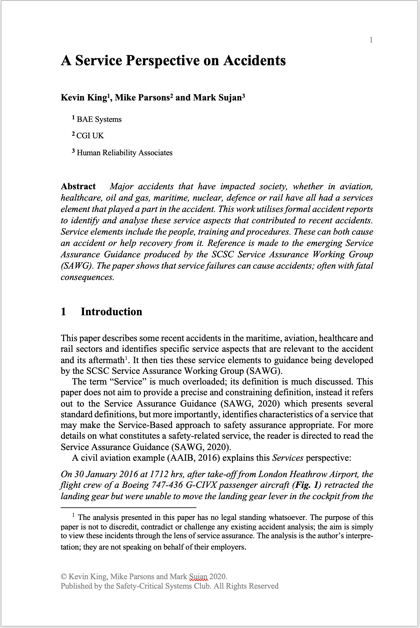 1
A Service Perspective on Accidents
Kevin King¹, Mike Parsons² and Mark Sujan³
¹ BAE Systems
² CGI UK
³ Human Reliability Associates
Abstract Major accidents that have impacted society, whether in aviation,
healthcare, oil and gas, maritime, nuclear, defence or rail have all had a services
element that played a part in the accident. This work utilises formal accident reports
to identify and analyse these service aspects that contributed to recent accidents.
Service elements include the people, training and procedures. These can both cause
an accident or help recovery from it. Reference is made to the emerging Service
Assurance Guidance produced by the SCSC Service Assurance Working Group
(SAWG). The paper shows that service failures can cause accidents; often with fatal
consequences.
1 Introduction
This paper describes some recent accidents in the maritime, aviation, healthcare and
rail sectors and identifies specific service aspects that are relevant to the accident
and its aftermath¹. It then ties these service elements to guidance being developed
by the SCSC Service Assurance Working Group (SAWG).
The term “Service” is much overloaded; its definition is much discussed. This
paper does not aim to provide a precise and constraining definition, instead it refers
out to the Service Assurance Guidance (SAWG, 2020) which presents several
standard definitions, but more importantly, identifies characteristics of a service that
may make the Service-Based approach to safety assurance appropriate. For more
details on what constitutes a safety-related service, the reader is directed to read the
Service Assurance Guidance (SAWG, 2020).
A civil aviation example (AAIB, 2016) explains this Services perspective:
On 30 January 2016 at 1712 hrs, after take-off from London Heathrow Airport, the
flight crew of a Boeing 747-436 G-CIVX passenger aircraft (Fig. 1) retracted the
landing gear but were unable to move the landing gear lever in the cockpit from the
¹ The analysis presented in this paper has no legal standing whatsoever. The purpose of this
paper is not to discredit, contradict or challenge any existing accident analysis; the aim is simply
to view these incidents through the lens of service assurance. The analysis is the author’s interpre-
tation; they are not speaking on behalf of their employers.
© Kevin King, Mike Parsons and Mark Sujan 2020.
Published by the Safety-Critical Systems Club. All Rights Reserved